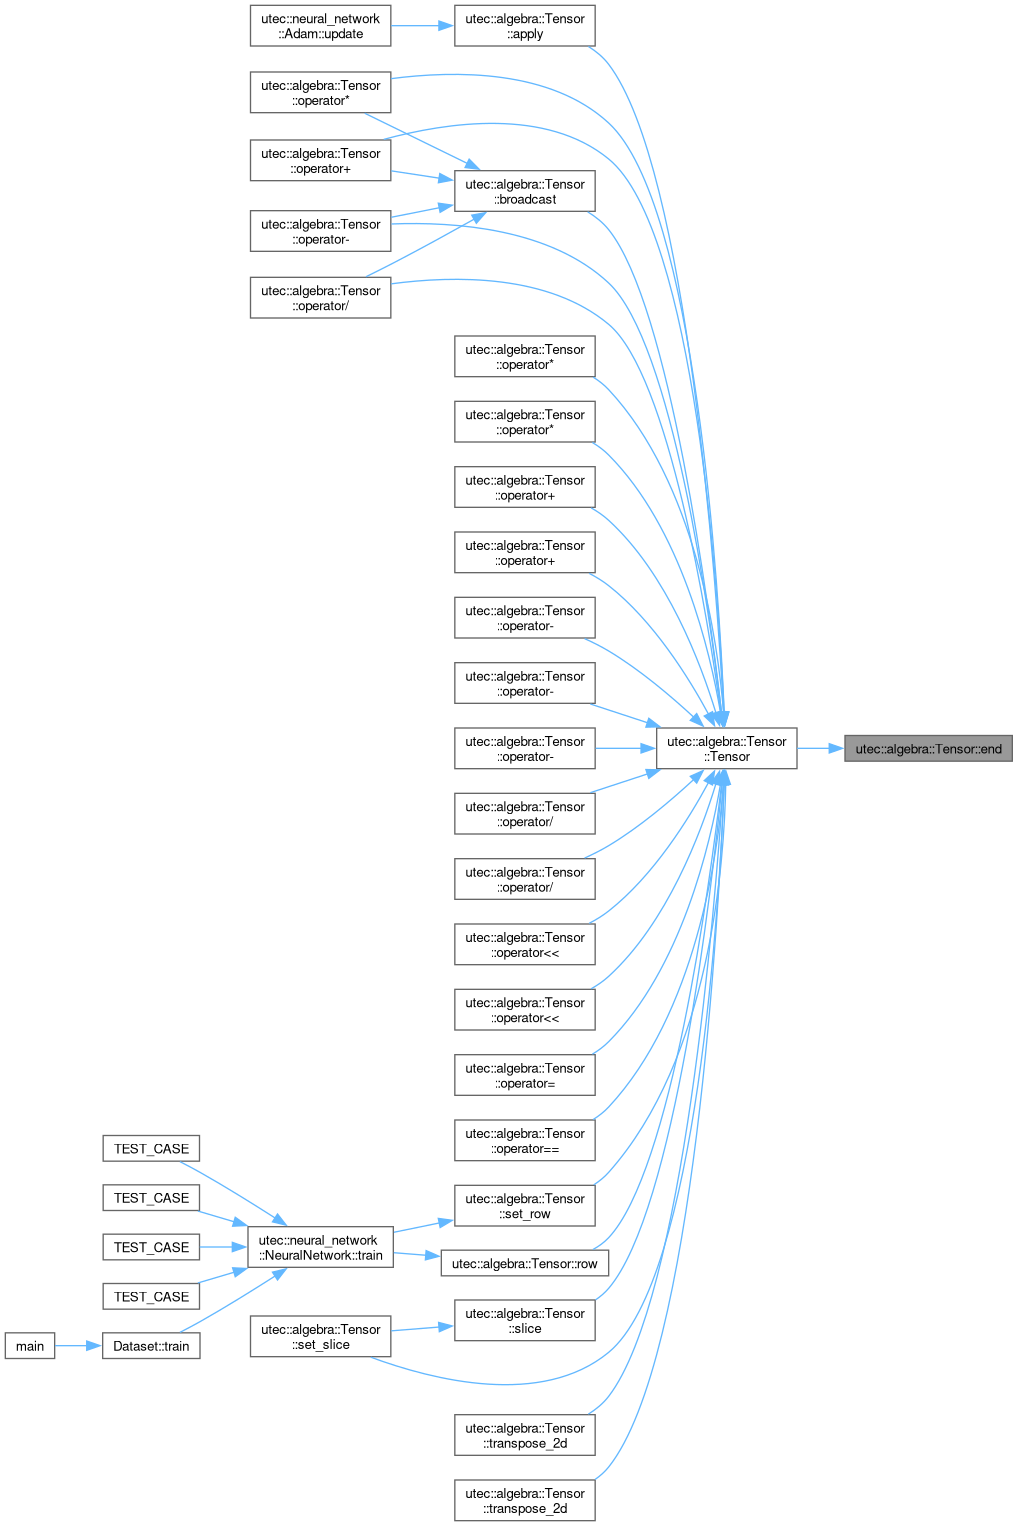 utec::neural_network
::Adam::update
utec::algebra::Tensor
::apply
utec::algebra::Tensor
::operator*
utec::algebra::Tensor
::operator+
utec::algebra::Tensor
::broadcast
utec::algebra::Tensor
::operator-
utec::algebra::Tensor
::operator/
utec::algebra::Tensor
::operator*
utec::algebra::Tensor
::operator*
utec::algebra::Tensor
::operator+
utec::algebra::Tensor
::operator+
utec::algebra::Tensor
::operator-
utec::algebra::Tensor
::operator-
utec::algebra::Tensor
::operator-
utec::algebra::Tensor
::Tensor
utec::algebra::Tensor::end
utec::algebra::Tensor
::operator/
utec::algebra::Tensor
::operator/
utec::algebra::Tensor
::operator<<
utec::algebra::Tensor
::operator<<
utec::algebra::Tensor
::operator=
utec::algebra::Tensor
::operator==
TEST_CASE
TEST_CASE
TEST_CASE
TEST_CASE
utec::neural_network
::NeuralNetwork::train
utec::algebra::Tensor
::set_row
utec::algebra::Tensor::row
utec::algebra::Tensor
::slice
utec::algebra::Tensor
::set_slice
main
Dataset::train
utec::algebra::Tensor
::transpose_2d
utec::algebra::Tensor
::transpose_2d